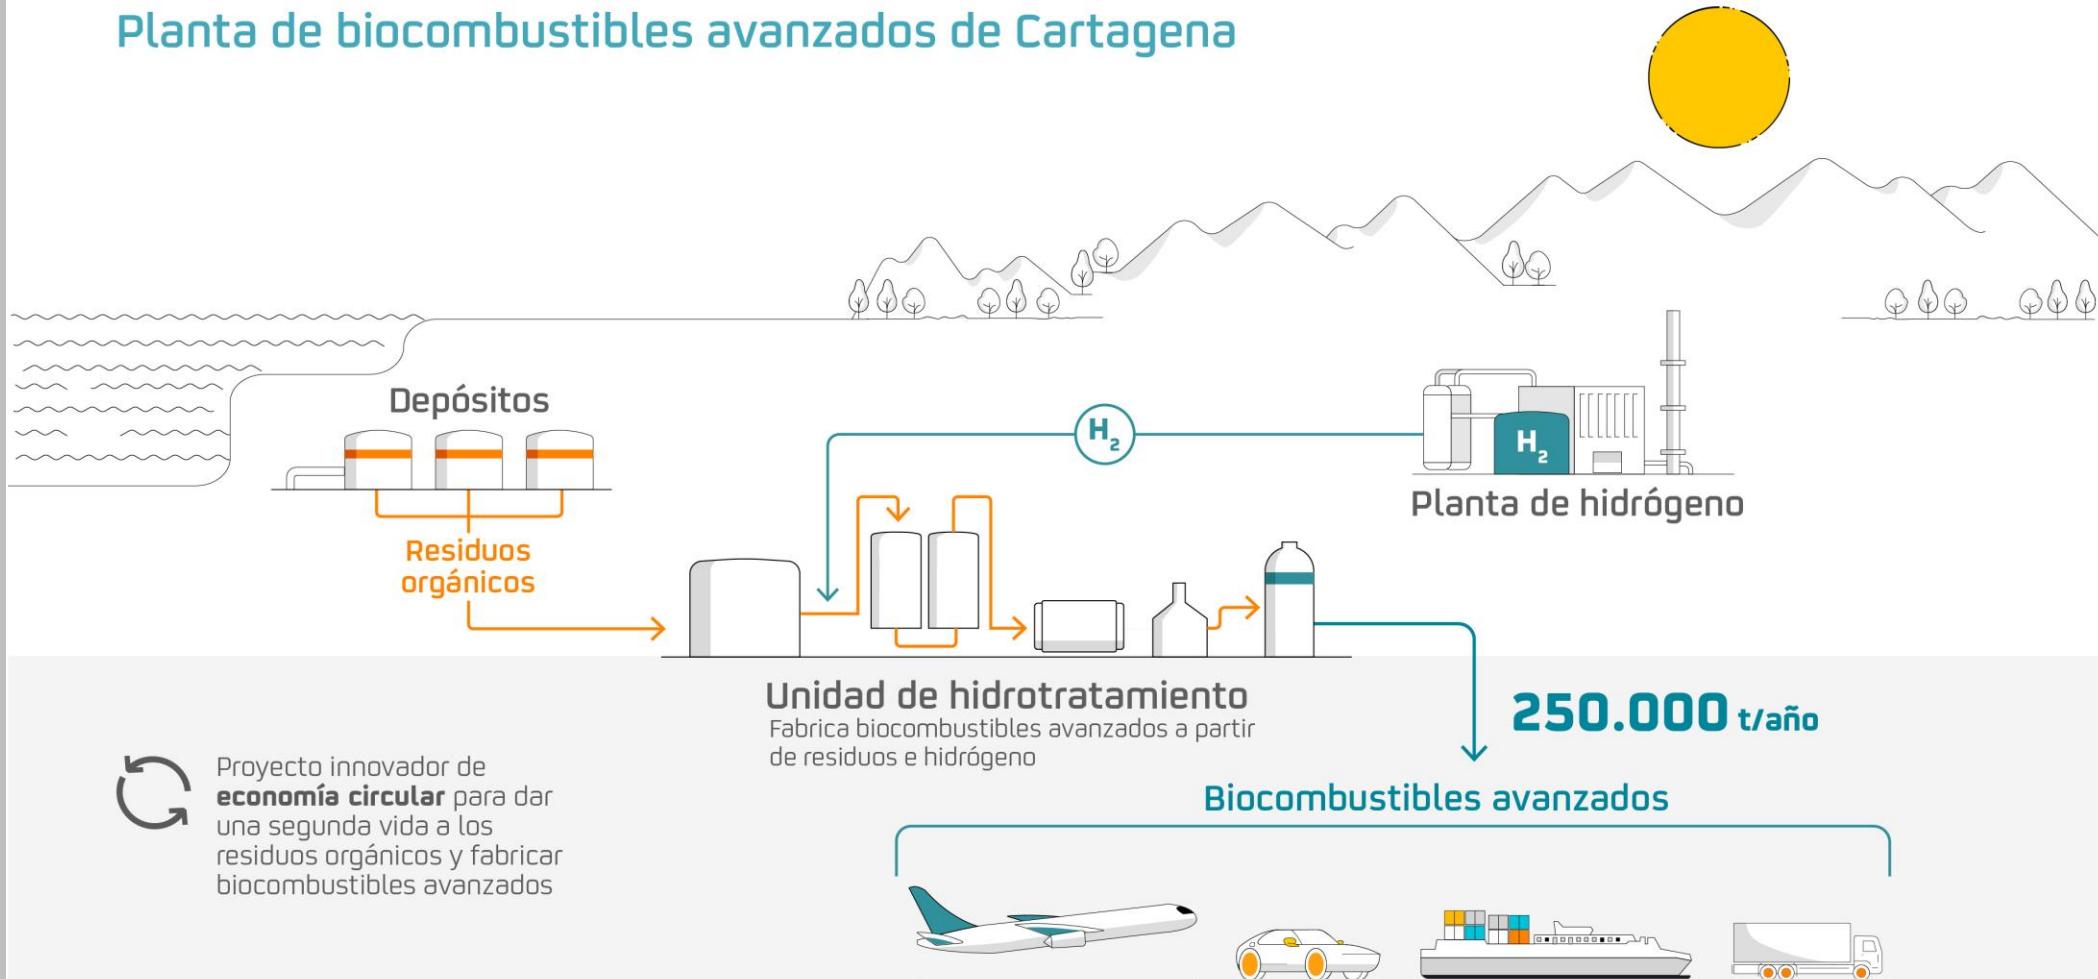 Planta de biocombustibles avanzados de Cartagena
Depósitos
H₂
H₂
Planta de hidrógeno
Residuos
orgánicos
Unidad de hidrotratamiento
Fabrica biocombustibles avanzados a partir
de residuos e hidrógeno
250.000 t/año
Proyecto innovador de
economía circular para dar
una segunda vida a los
residuos orgánicos y fabricar
biocombustibles avanzados
Biocombustibles avanzados